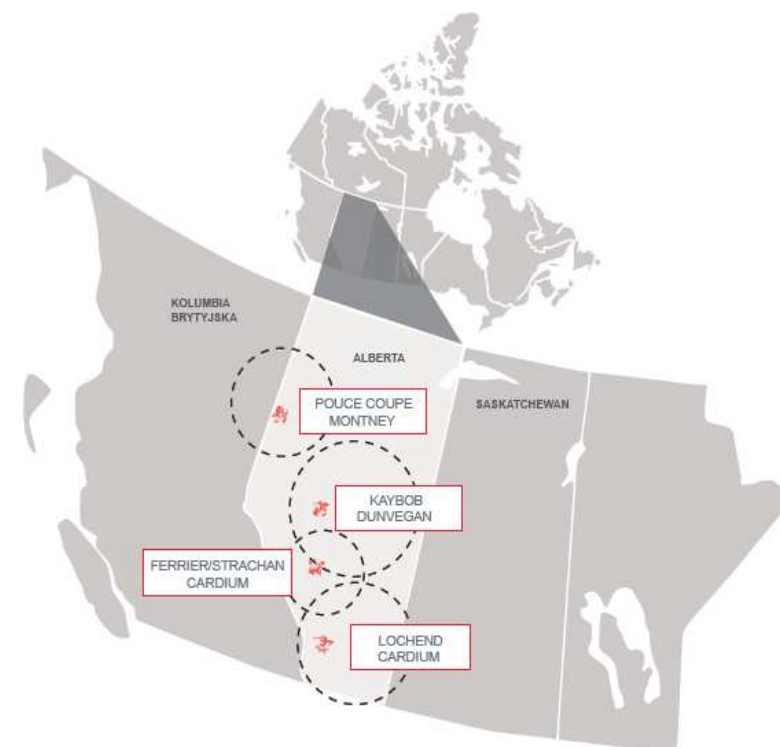 KOLUMBIA
BRYTYJSKA
ALBERTA
POUCE COUPE
MONTNEY
SASKATCHEWAN
KAYBOB
DUNVEGAN
FERRIER/STRACHAN
CARDIUM
LOCHEND
CARDIUM